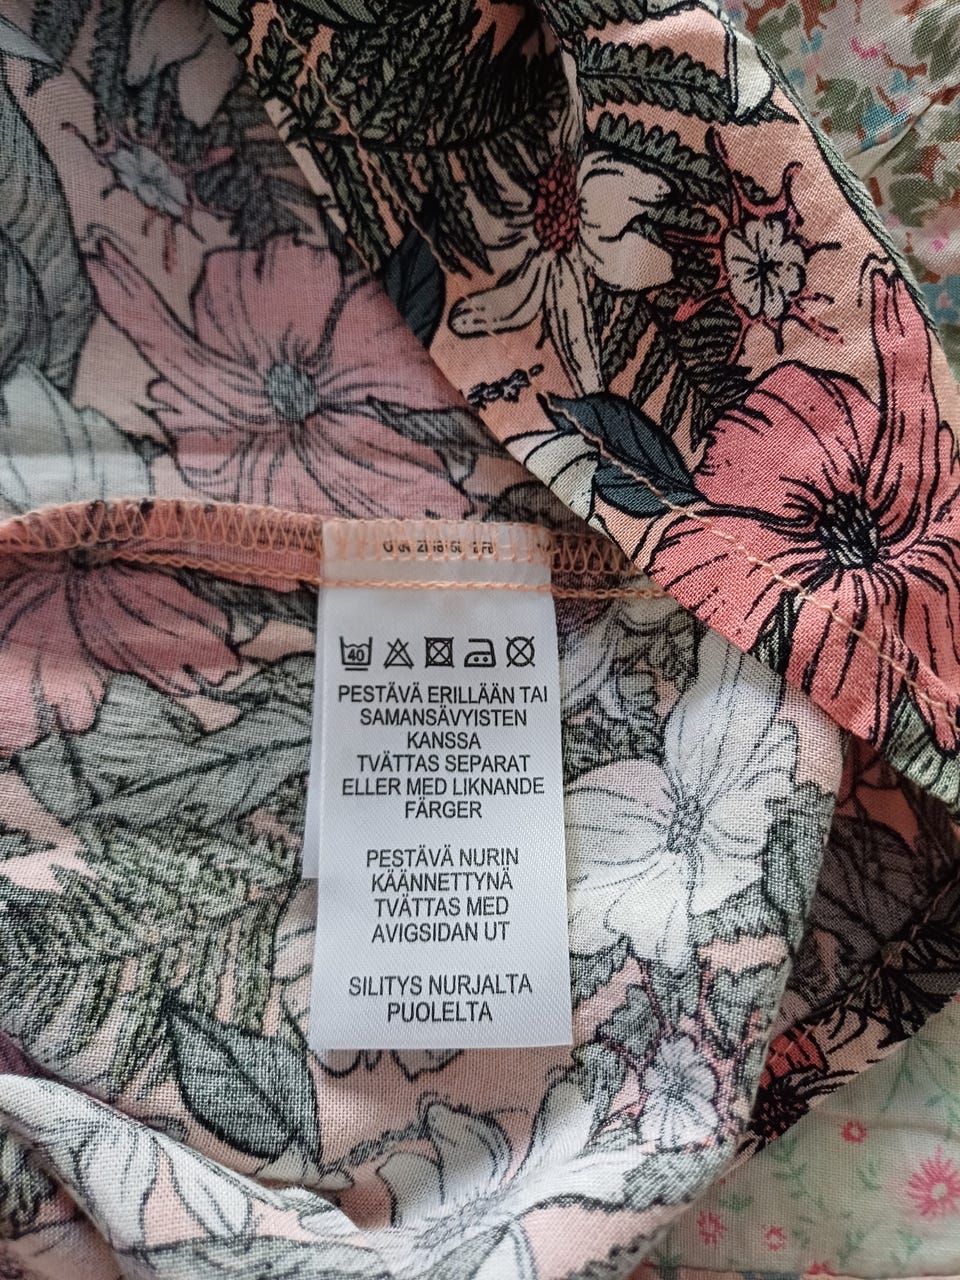 40
PESTÄVÄ ERILLÄÄN TAI
SAMANSÄVYISTEN
KANSSA
TVÄTTAS SEPARAT
ELLER MED LIKNANDE
FÄRGER
PESTÄVÄ NURIN
KÄÄNNETTYNÄ
TVÄTTAS MED
AVIGSIDAN UT
SILITYS NURJALTA
PUOLELTA